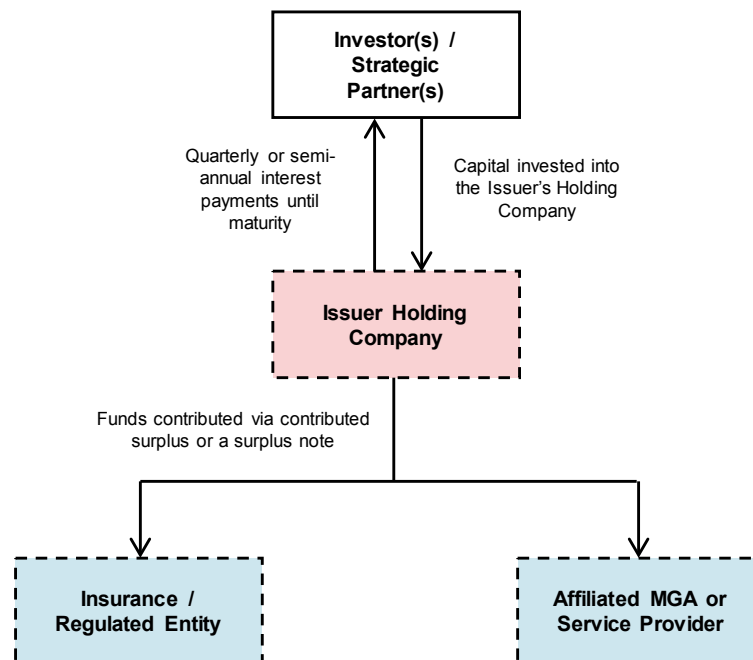 Investor(s) /
Strategic
Partner(s)
Quarterly or semi-
annual interest
payments until
maturity
Capital invested into
the Issuer's Holding
Company
Issuer Holding
Company
Funds contributed via contributed
surplus or a surplus note
Insurance /
Regulated Entity
Affiliated MGA or
Service Provider